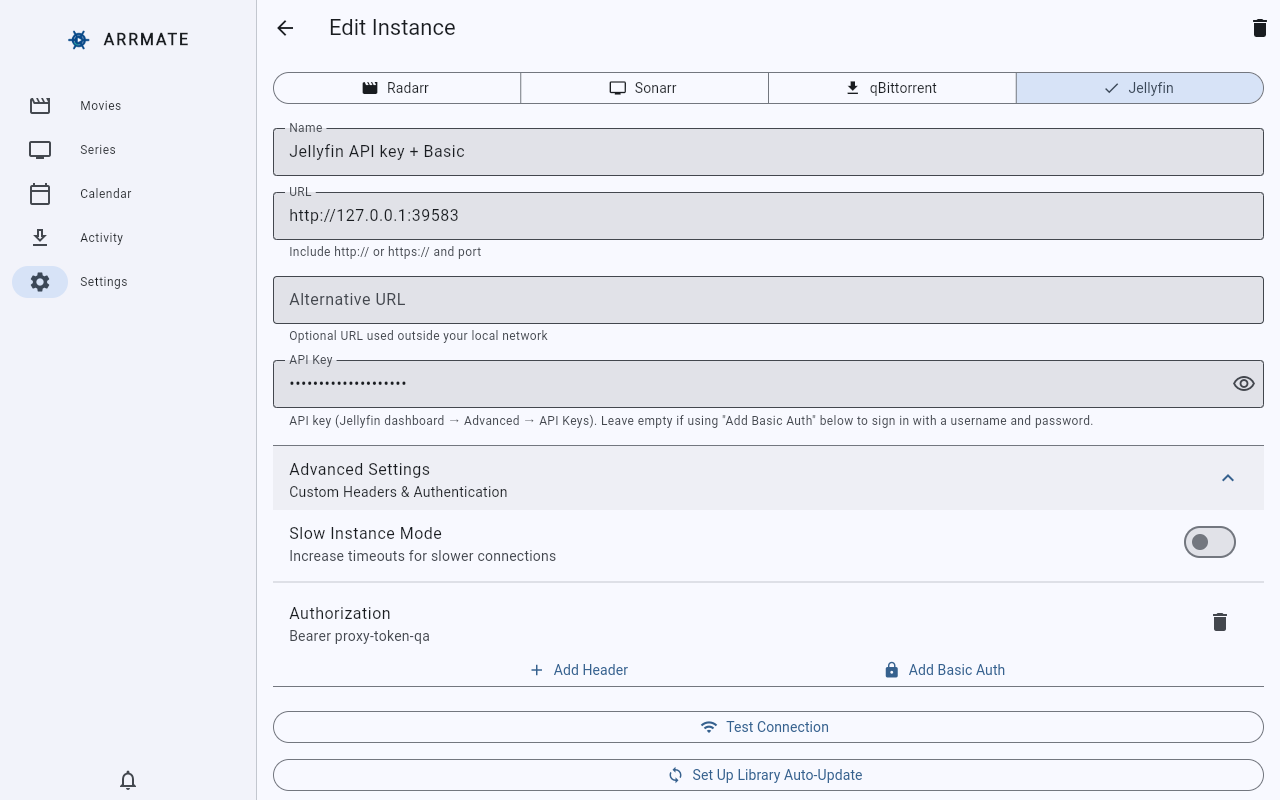 ARRMATE
Edit Instance
Movies
Series
Calendar
Activity
Settings
Radarr
Sonarr
qBittorrent
Jellyfin
Name
Jellyfin API key + Basic
URL
http://127.0.0.1:39583
Include http:// or https:// and port
Alternative URL
Optional URL used outside your local network
API Key
••••••••••••••••••••
API key (Jellyfin dashboard → Advanced → API Keys). Leave empty if using "Add Basic Auth" below to sign in with a username and password.
Advanced Settings
Custom Headers & Authentication
Slow Instance Mode
Increase timeouts for slower connections
Authorization
Bearer proxy-token-qa
Add Header
Add Basic Auth
Test Connection
Set Up Library Auto-Update